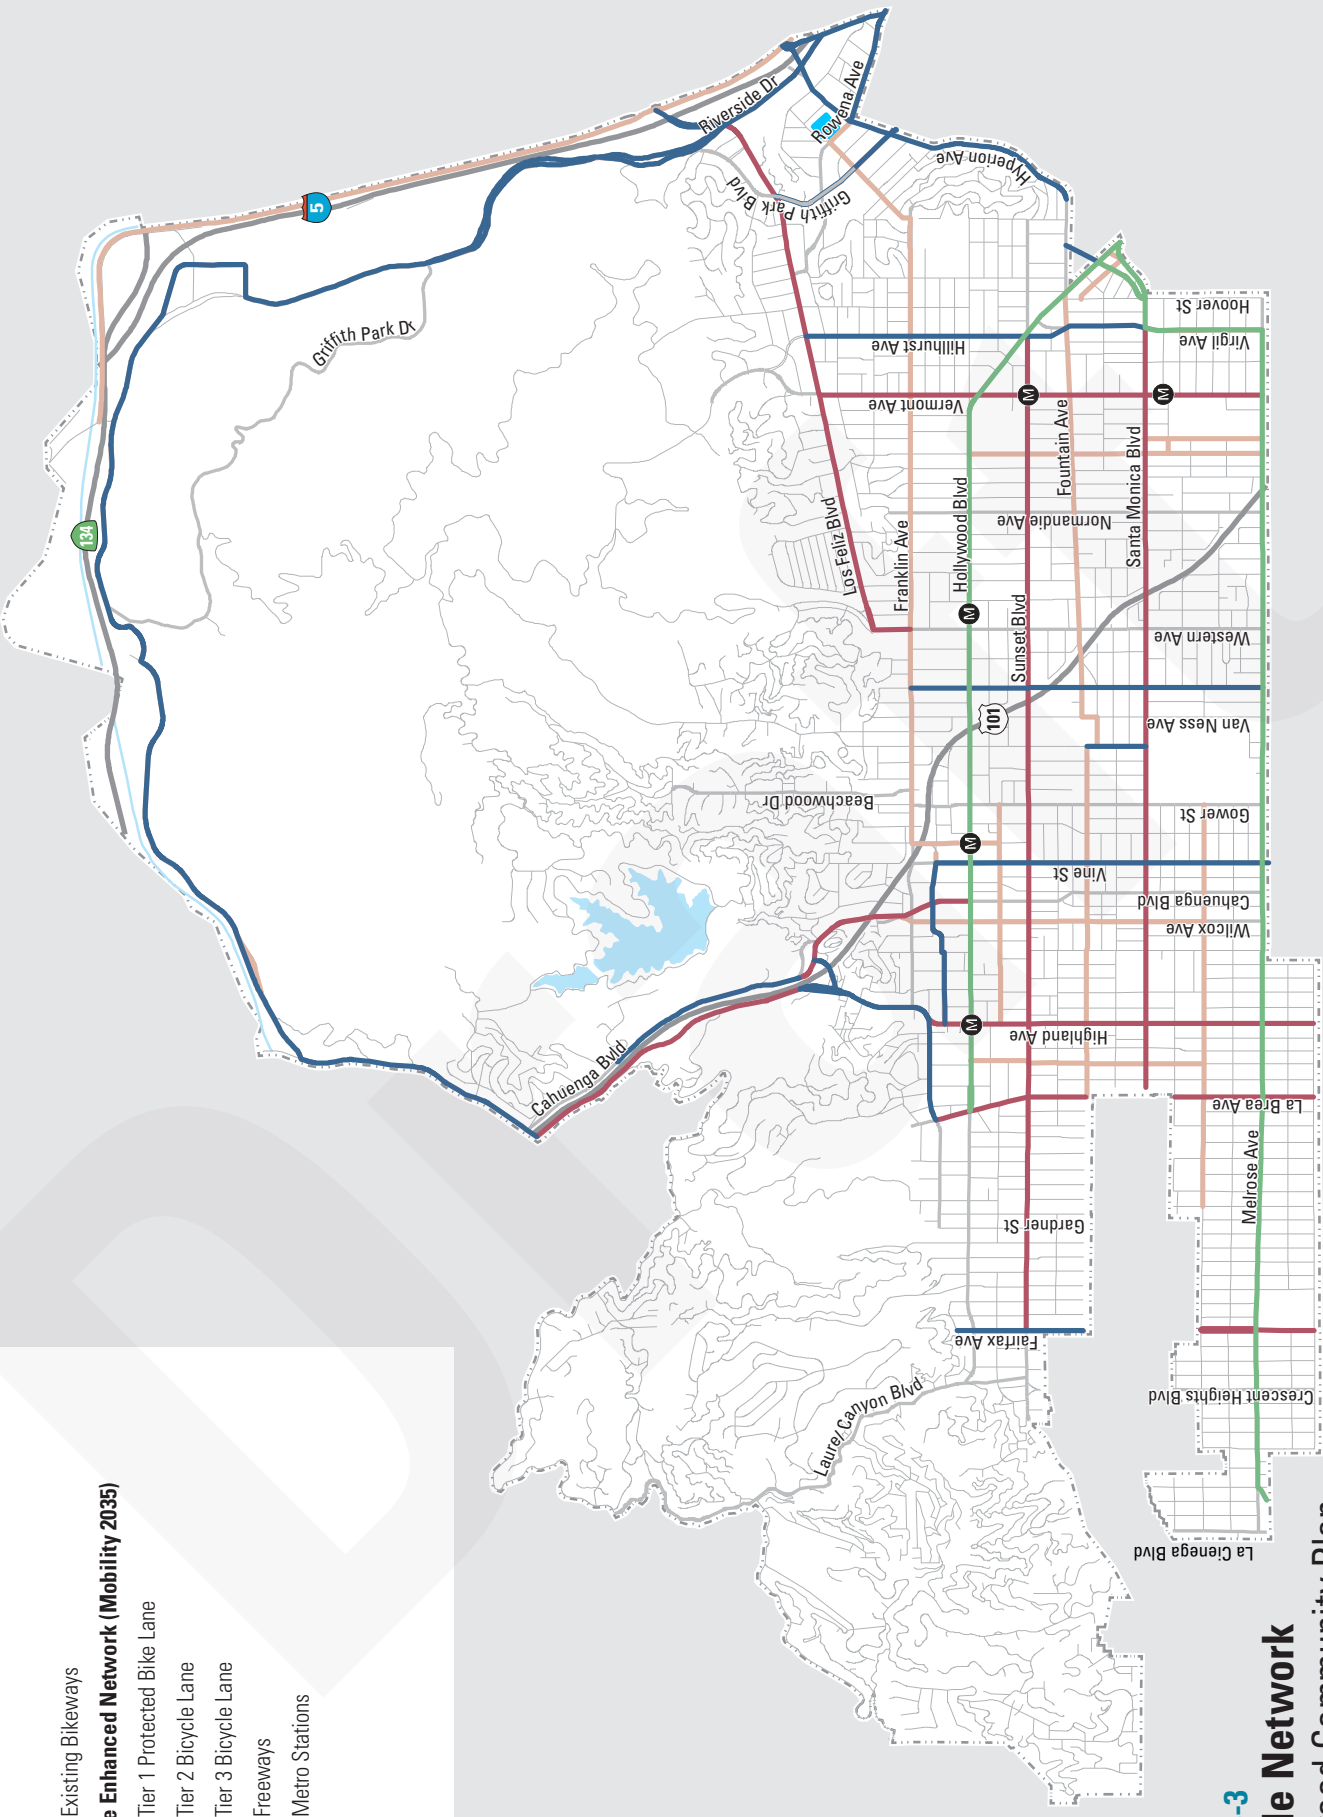 Existing Bikeways
e Enhanced Network (Mobility 2035)
Tier 1 Protected Bike Lane
Tier 2 Bicycle Lane
Tier 3 Bicycle Lane
Freeways
Metro Stations
-3
le Network
ood Community Plan
134
5
101
Riverside Dr
Rowena Ave
Griffith Park Blvd
Hyperion Ave
Griffith Park Dr
Hoover St
Virgil Ave
Hillhurst Ave
Vermont Ave
Fountain Ave
Santa Monica Blvd
Hollywood Blvd
Normandie Ave
Los Feliz Blvd
Franklin Ave
Sunset Blvd
Western Ave
Van Ness Ave
Beachwood Dr
Gower St
Vine St
Cahuenga Blvd
Wilcox Ave
Highland Ave
Cahuenga Bvld
La Brea Ave
Melrose Ave
Gardner St
Fairfax Ave
Laurel Canyon Blvd
Crescent Heights Blvd
La Cienega Blvd
M
M
M
M
M